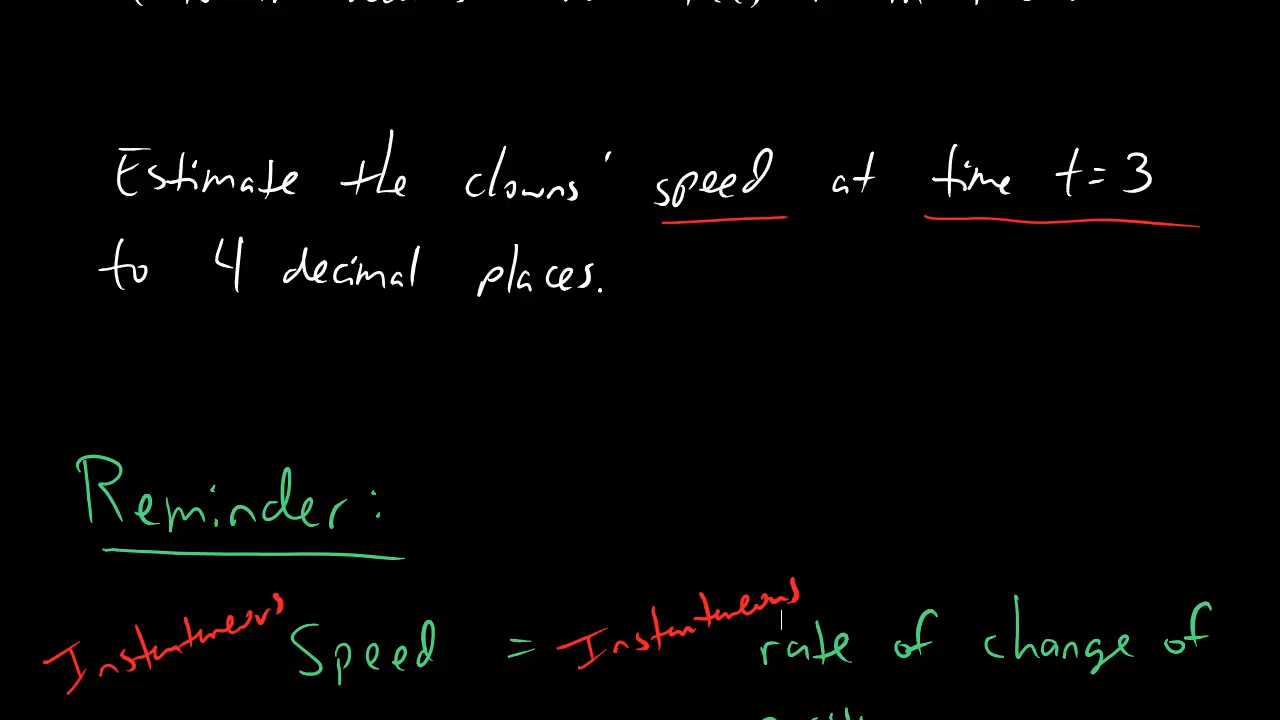 Estimate the clowns' speed at time t=3
to 4 decimal places.
Reminder:
Instantaneous Speed = Instantaneous rate of change of